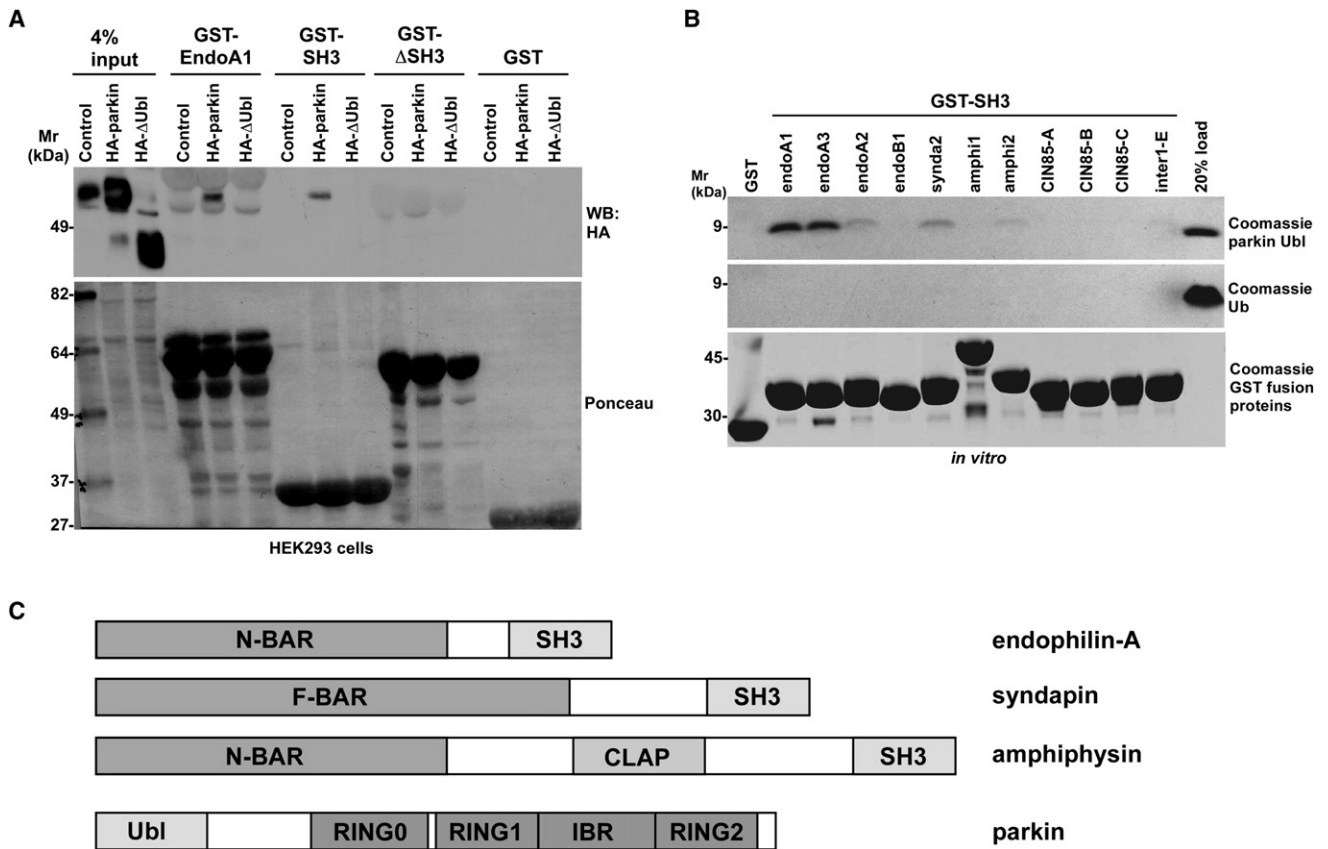 A
4% input
GST-EndoA1
GST-SH3
GST-ΔSH3
GST
Mr (kDa)
Control
HA-parkin
HA-ΔUbl
Control
HA-parkin
HA-ΔUbl
Control
HA-parkin
HA-ΔUbl
Control
HA-parkin
HA-ΔUbl
Control
HA-parkin
HA-ΔUbl
49-
WB: HA
82-
64-
49-
37-
27-
Ponceau
HEK293 cells
B
GST-SH3
Mr (kDa)
GST
endoA1
endoA3
endoA2
endoB1
synda2
amphi1
amphi2
CIN85-A
CIN85-B
CIN85-C
inter1-E
20% load
9-
Coomassie parkin Ubl
9-
Coomassie Ub
45-
30-
Coomassie GST fusion proteins
in vitro
C
N-BAR
SH3
endophilin-A
F-BAR
SH3
syndapin
N-BAR
CLAP
SH3
amphiphysin
Ubl
RING0
RING1
IBR
RING2
parkin